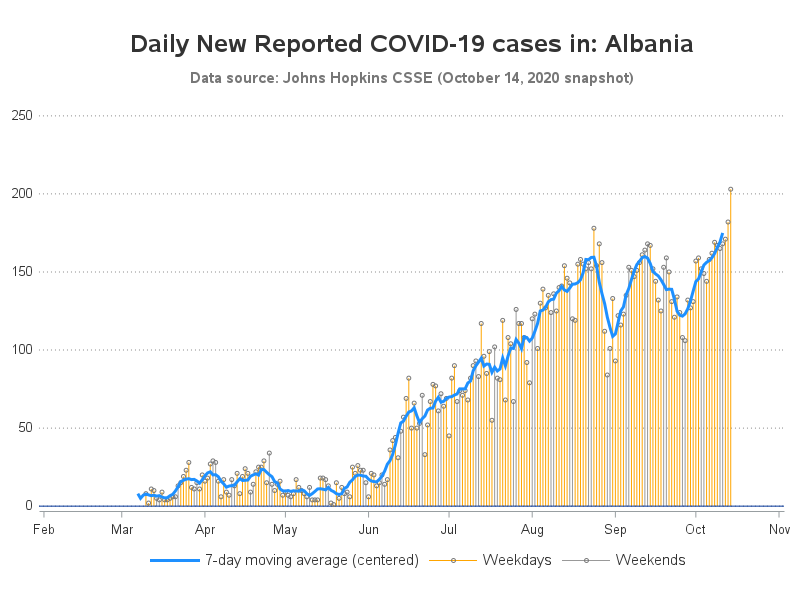 Daily New Reported COVID-19 cases in: Albania
Data source: Johns Hopkins CSSE (October 14, 2020 snapshot)
250
200
150
100
50
0
Feb Mar Apr May Jun Jul Aug Sep Oct Nov
7-day moving average (centered) Weekdays Weekends